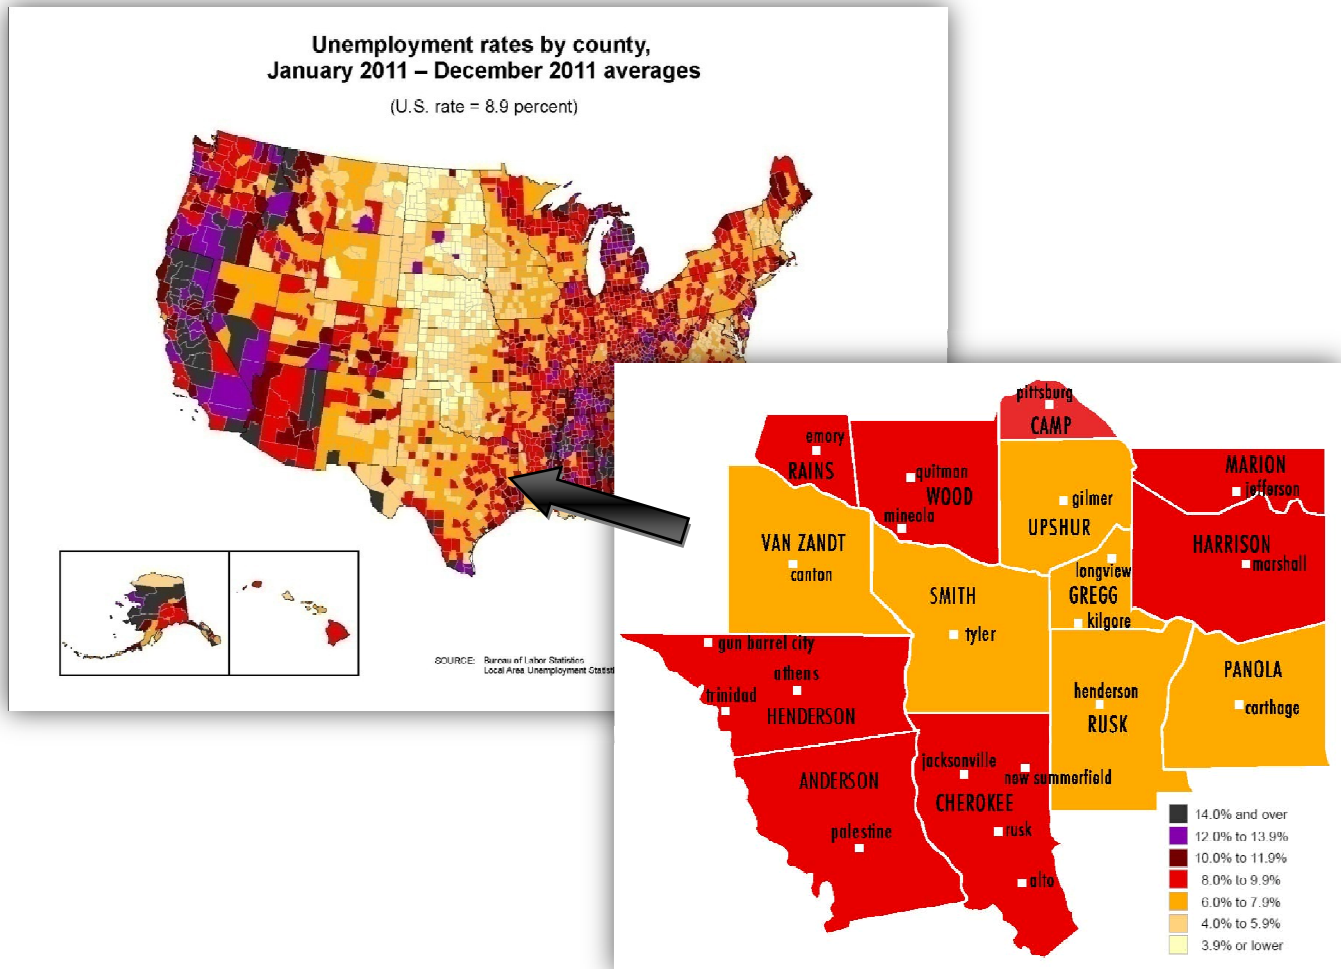 Unemployment rates by county,
January 2011 – December 2011 averages
(U.S. rate = 8.9 percent)
SOURCE: Bureau of Labor Statistics
Local Area Unemployment
pittsburg
CAMP
emory
RAINS
quitman
WOOD
mineola
MARION
jefferson
gilmer
UPSHUR
HARRISON
marshall
VAN ZANDT
canton
longview
GREGG
kilgore
SMITH
tyler
gun barrel city
athens
trinidad
HENDERSON
PANOLA
carthage
henderson
RUSK
jacksonville
new summerfield
CHEROKEE
rusk
alto
ANDERSON
palestine
14.0% and over
12.0% to 13.9%
10.0% to 11.9%
8.0% to 9.9%
6.0% to 7.9%
4.0% to 5.9%
3.9% or lower